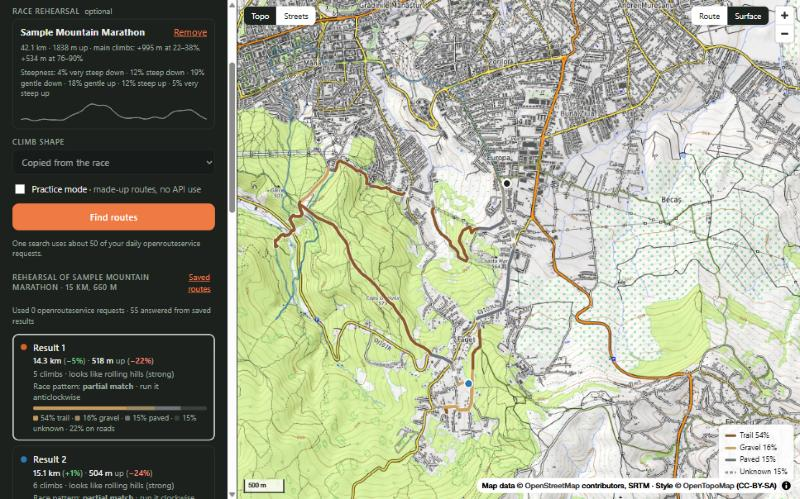 RACE REHEARSAL optional
Sample Mountain Marathon
Remove
42.1 km · 1838 m up · main climbs: +995 m at 22–38%,
+534 m at 76–90%
Steepness: 4% very steep down · 12% steep down · 19%
gentle down · 18% gentle up · 12% steep up · 5% very
steep up
CLIMB SHAPE
Copied from the race
Practice mode · made-up routes, no API use
Find routes
One search uses about 50 of your daily openrouteservice
requests.
REHEARSAL OF SAMPLE MOUNTAIN
MARATHON · 15 KM, 660 M
Saved
routes
Used 0 openrouteservice requests · 55 answered from saved
results
Result 1
14.3 km (−5%) · 518 m up (−22%)
5 climbs · looks like rolling hills (strong)
Race pattern: partial match · run it
anticlockwise
54% trail · 16% gravel · 15% paved · 15%
unknown · 22% on roads
Result 2
15.1 km (+1%) · 504 m up (−24%)
6 climbs · looks like rolling hills (strong)
Race pattern: partial match · run it clockwise
Topo
Streets
Route
Surface
+
−
Andrei Mureșanu
Europa
Becaș
Făget
Trail 54%
Gravel 16%
Paved 15%
Unknown 15%
500 m
Map data © OpenStreetMap contributors, SRTM · Style © OpenTopoMap (CC-BY-SA)